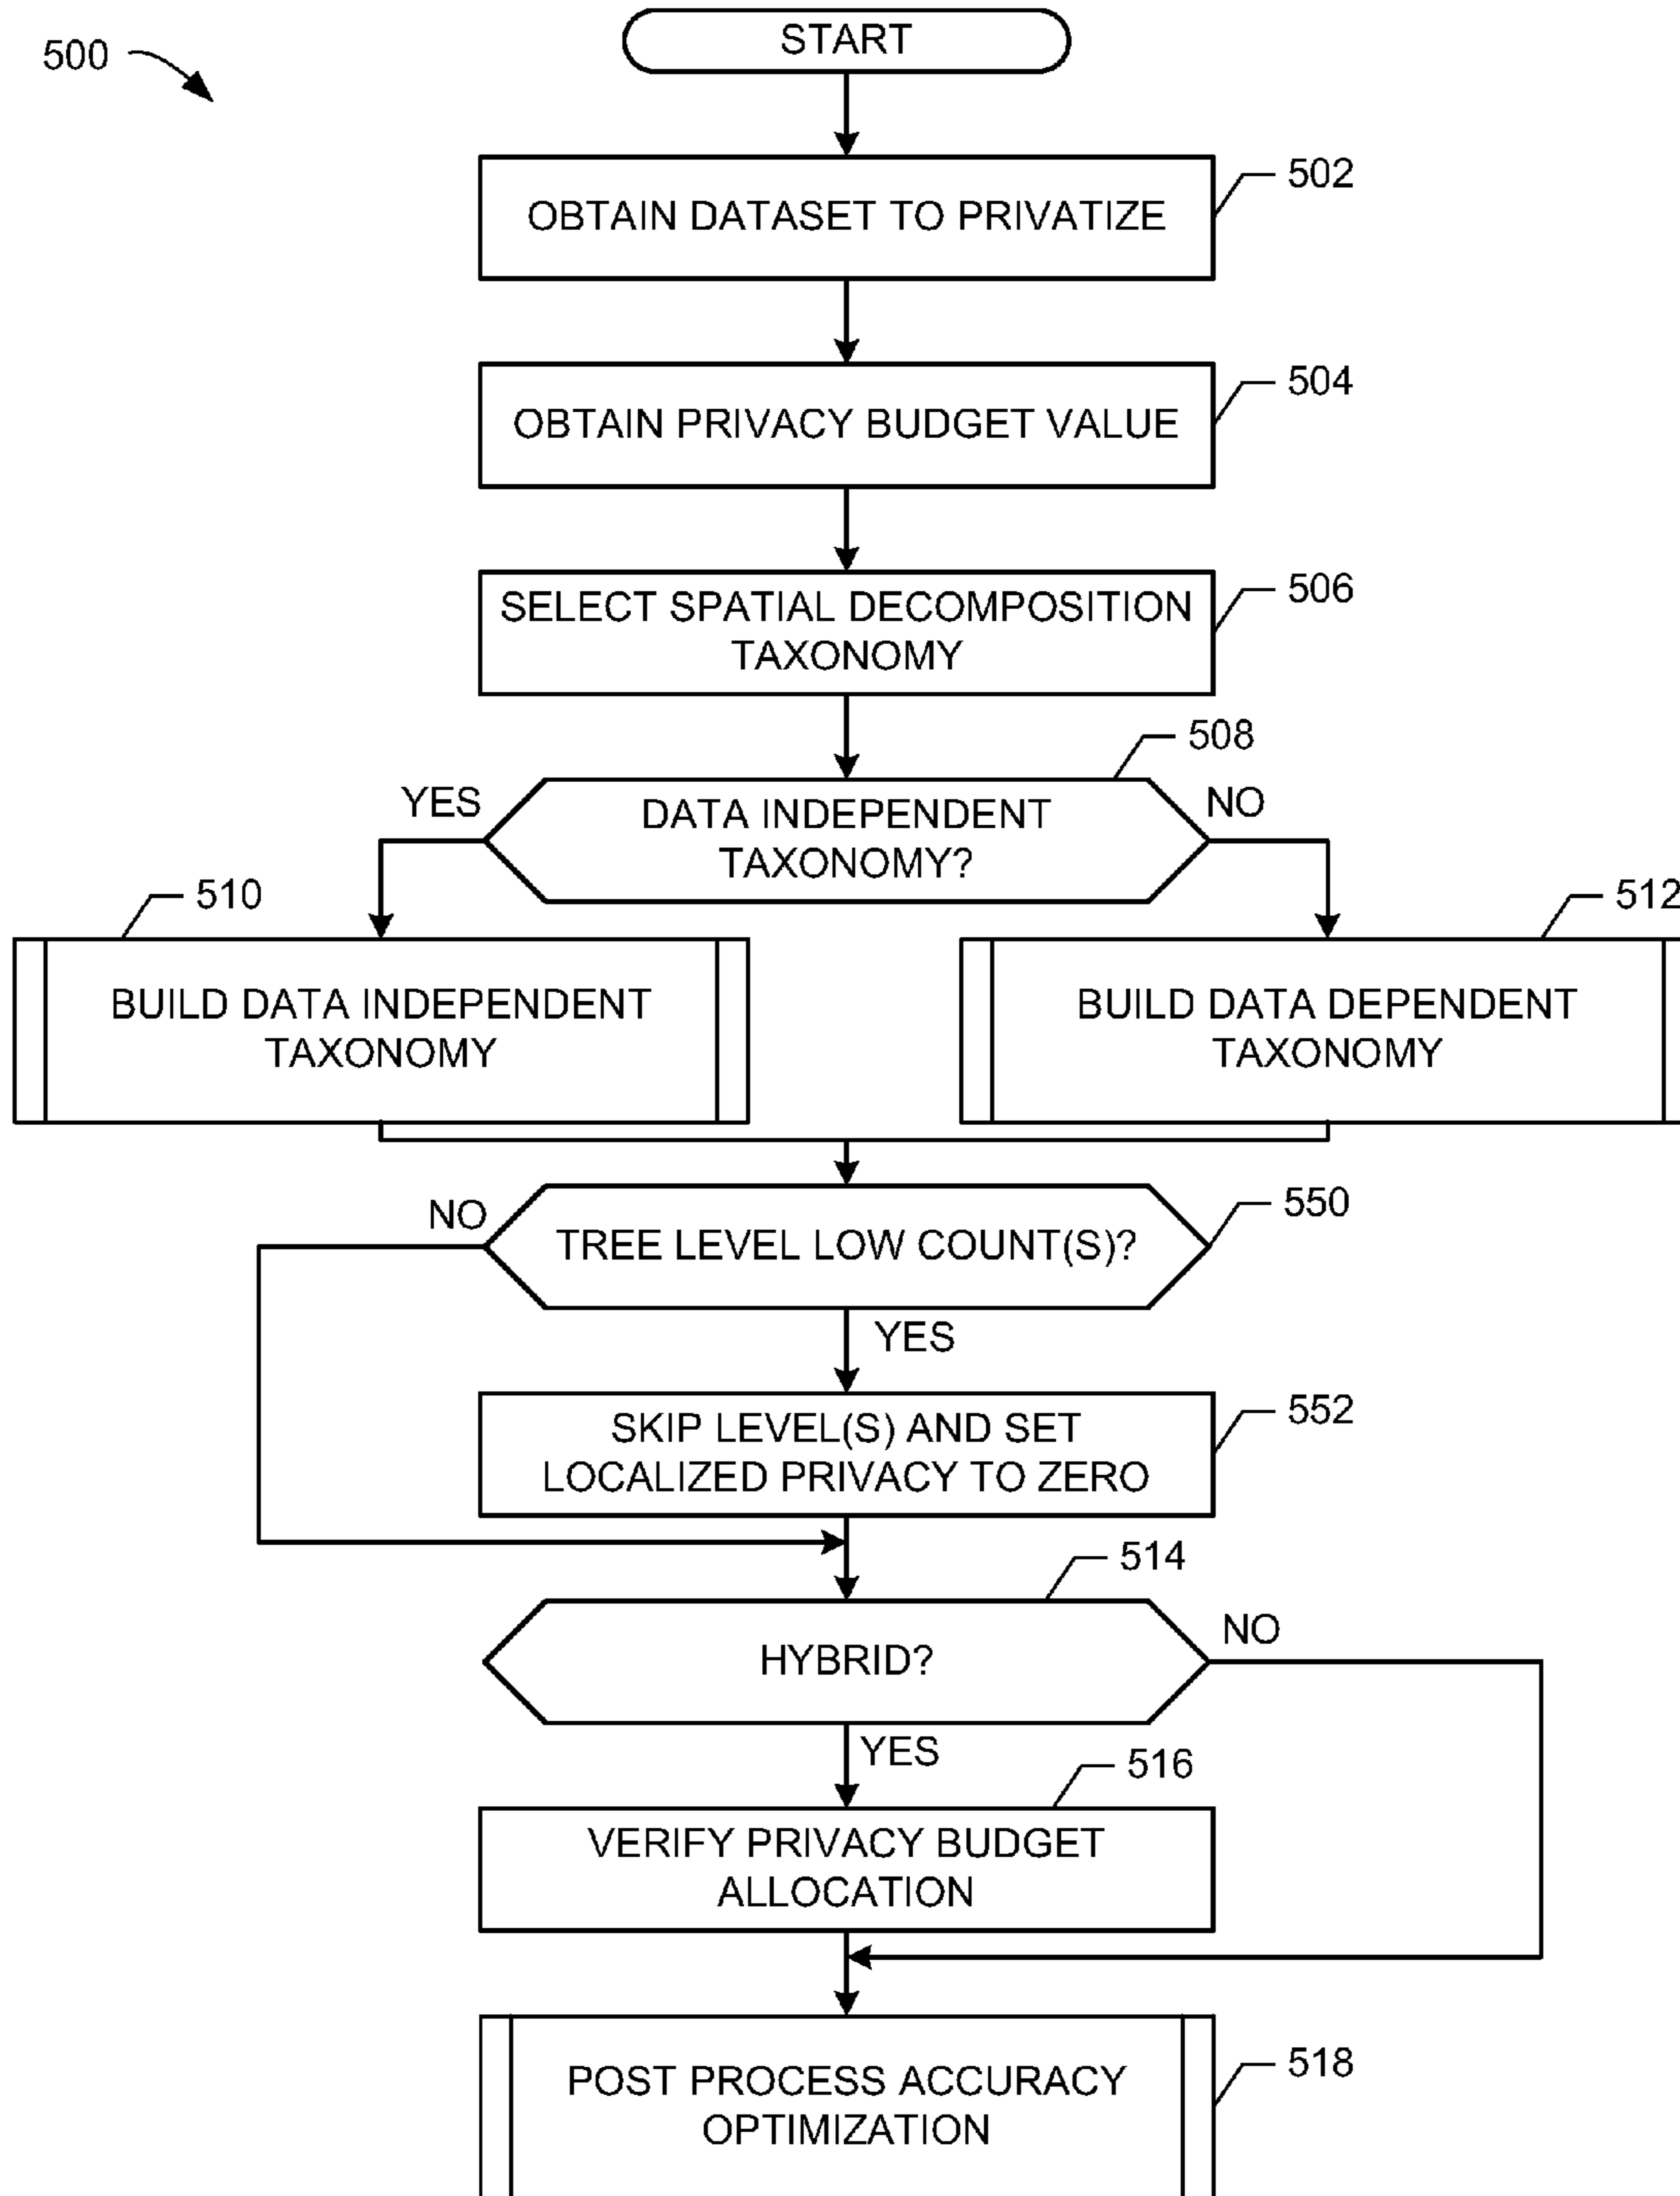 500
START
502
OBTAIN DATASET TO PRIVATIZE
504
OBTAIN PRIVACY BUDGET VALUE
506
SELECT SPATIAL DECOMPOSITION
TAXONOMY
508
YES
NO
DATA INDEPENDENT
TAXONOMY?
510
512
BUILD DATA INDEPENDENT
TAXONOMY
BUILD DATA DEPENDENT
TAXONOMY
550
NO
TREE LEVEL LOW COUNT(S)?
YES
552
SKIP LEVEL(S) AND SET
LOCALIZED PRIVACY TO ZERO
514
NO
HYBRID?
YES
516
VERIFY PRIVACY BUDGET
ALLOCATION
518
POST PROCESS ACCURACY
OPTIMIZATION